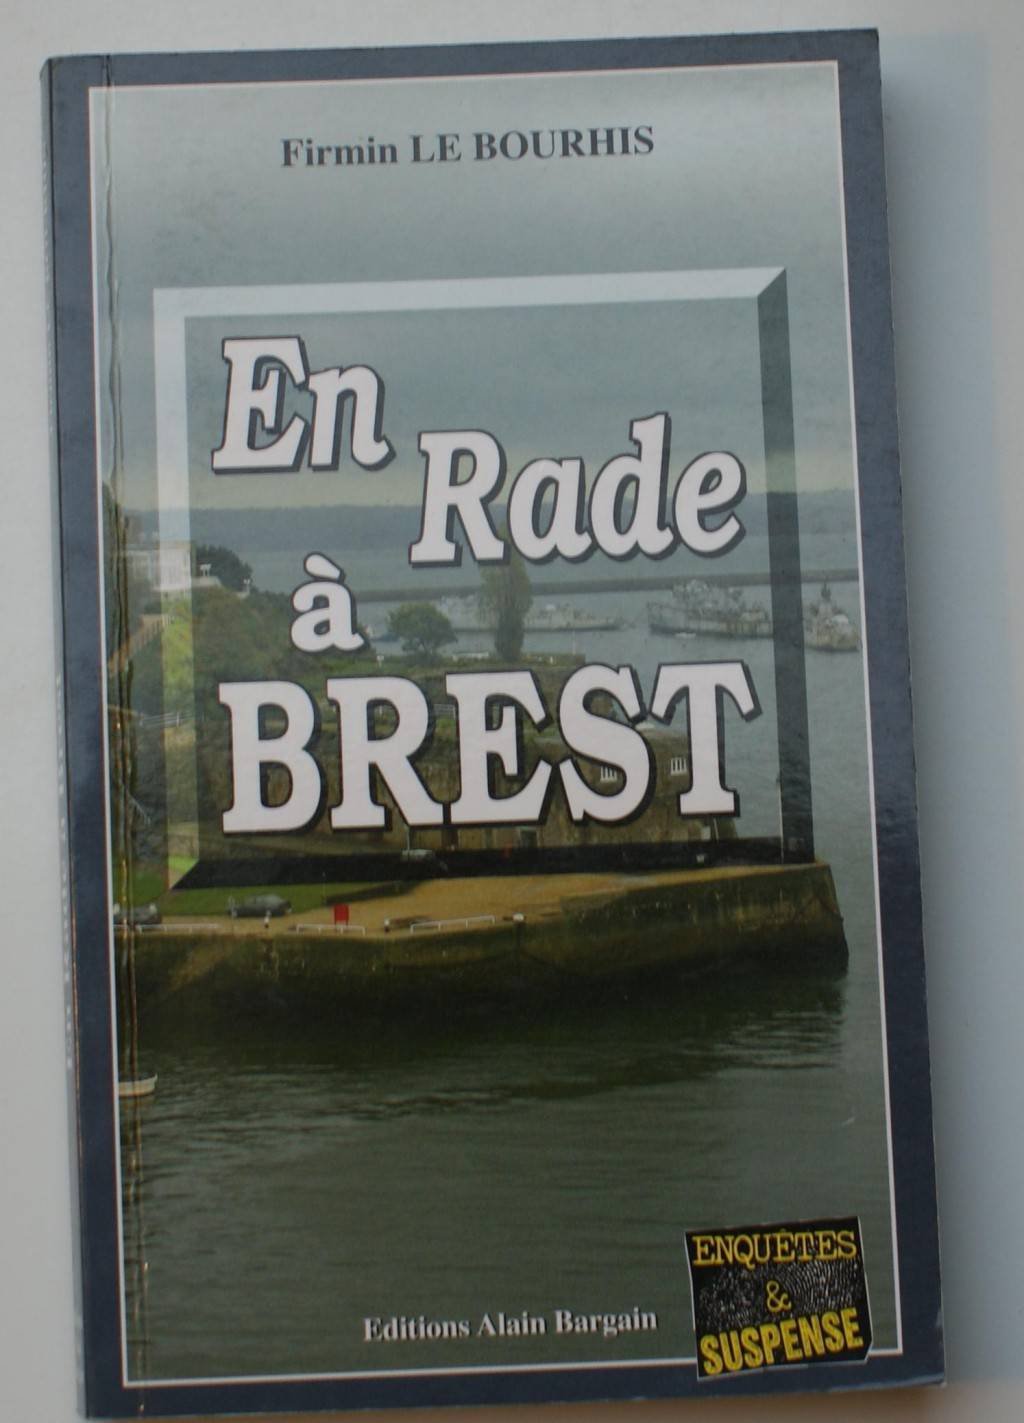 Firmin LE BOURHIS
En
Rade
à
BREST
Editions Alain Bargain
ENQUÊTES
&
SUSPENSE